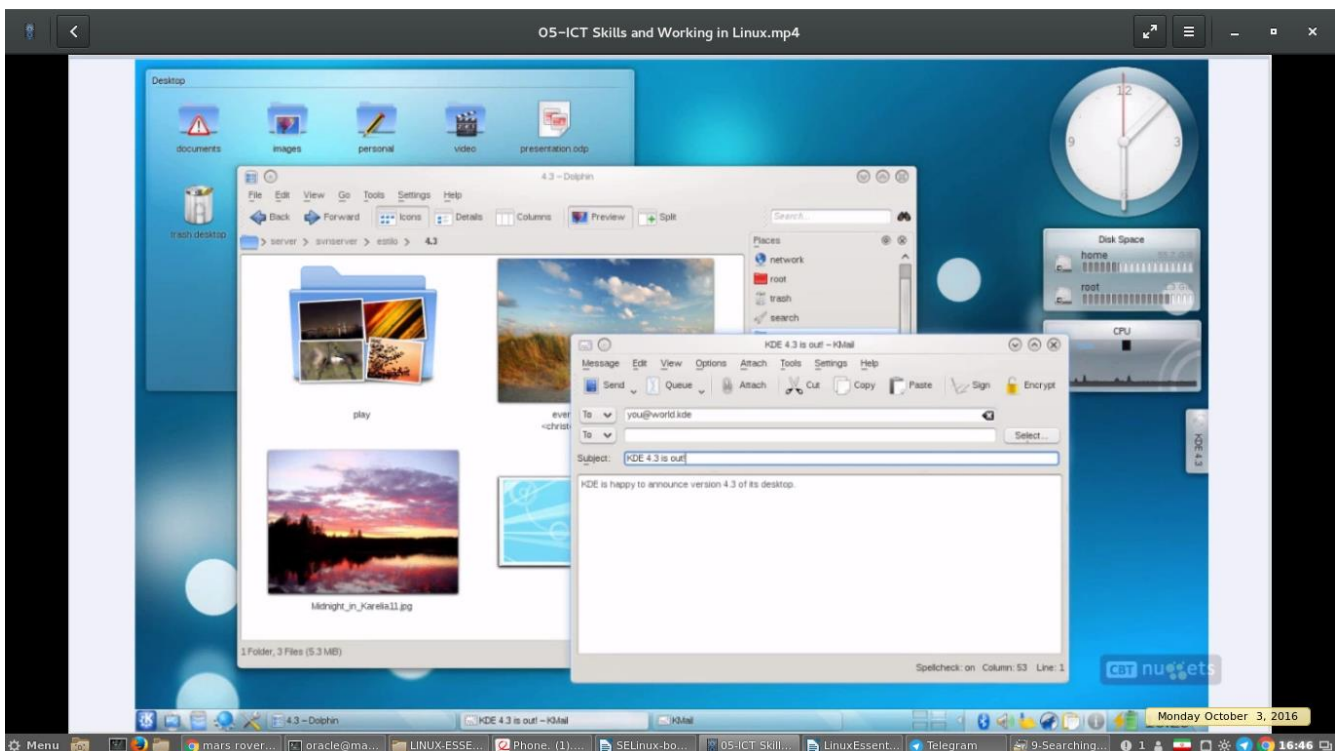 05-ICT Skills and Working in Linux.mp4
Desktop
documents images personal video presentation.odp
trash desktop
4.3 – Dolphin
File Edit View Go Tools Settings Help
Back Forward Icons Details Columns Preview Split Search...
> server > svnserver > estilo > 4.3
Places
network
root
trash
search
play
Midnight_in_Karelia11.jpg
1 Folder, 3 Files (5.3 MB)
KDE 4.3 is out! – KMail
Message Edit View Options Attach Tools Settings Help
Send Queue Attach Cut Copy Paste Sign Encrypt
To you@world.kde
To Select...
Subject: KDE 4.3 is out!
KDE is happy to announce version 4.3 of its desktop.
Spellcheck: on Column: 53 Line: 1
12
9 3
Disk Space
home
root
CPU
KDE 4.3
CBT nuggets
4.3 – Dolphin KDE 4.3 is out! – KMail KMail
Monday October 3, 2016
Menu mars rover... oracle@ma... LINUX-ESSE... Phone. (1).... SELinux-bo... 05-ICT Skill... LinuxEssent... Telegram 9-Searching... 1 16:46